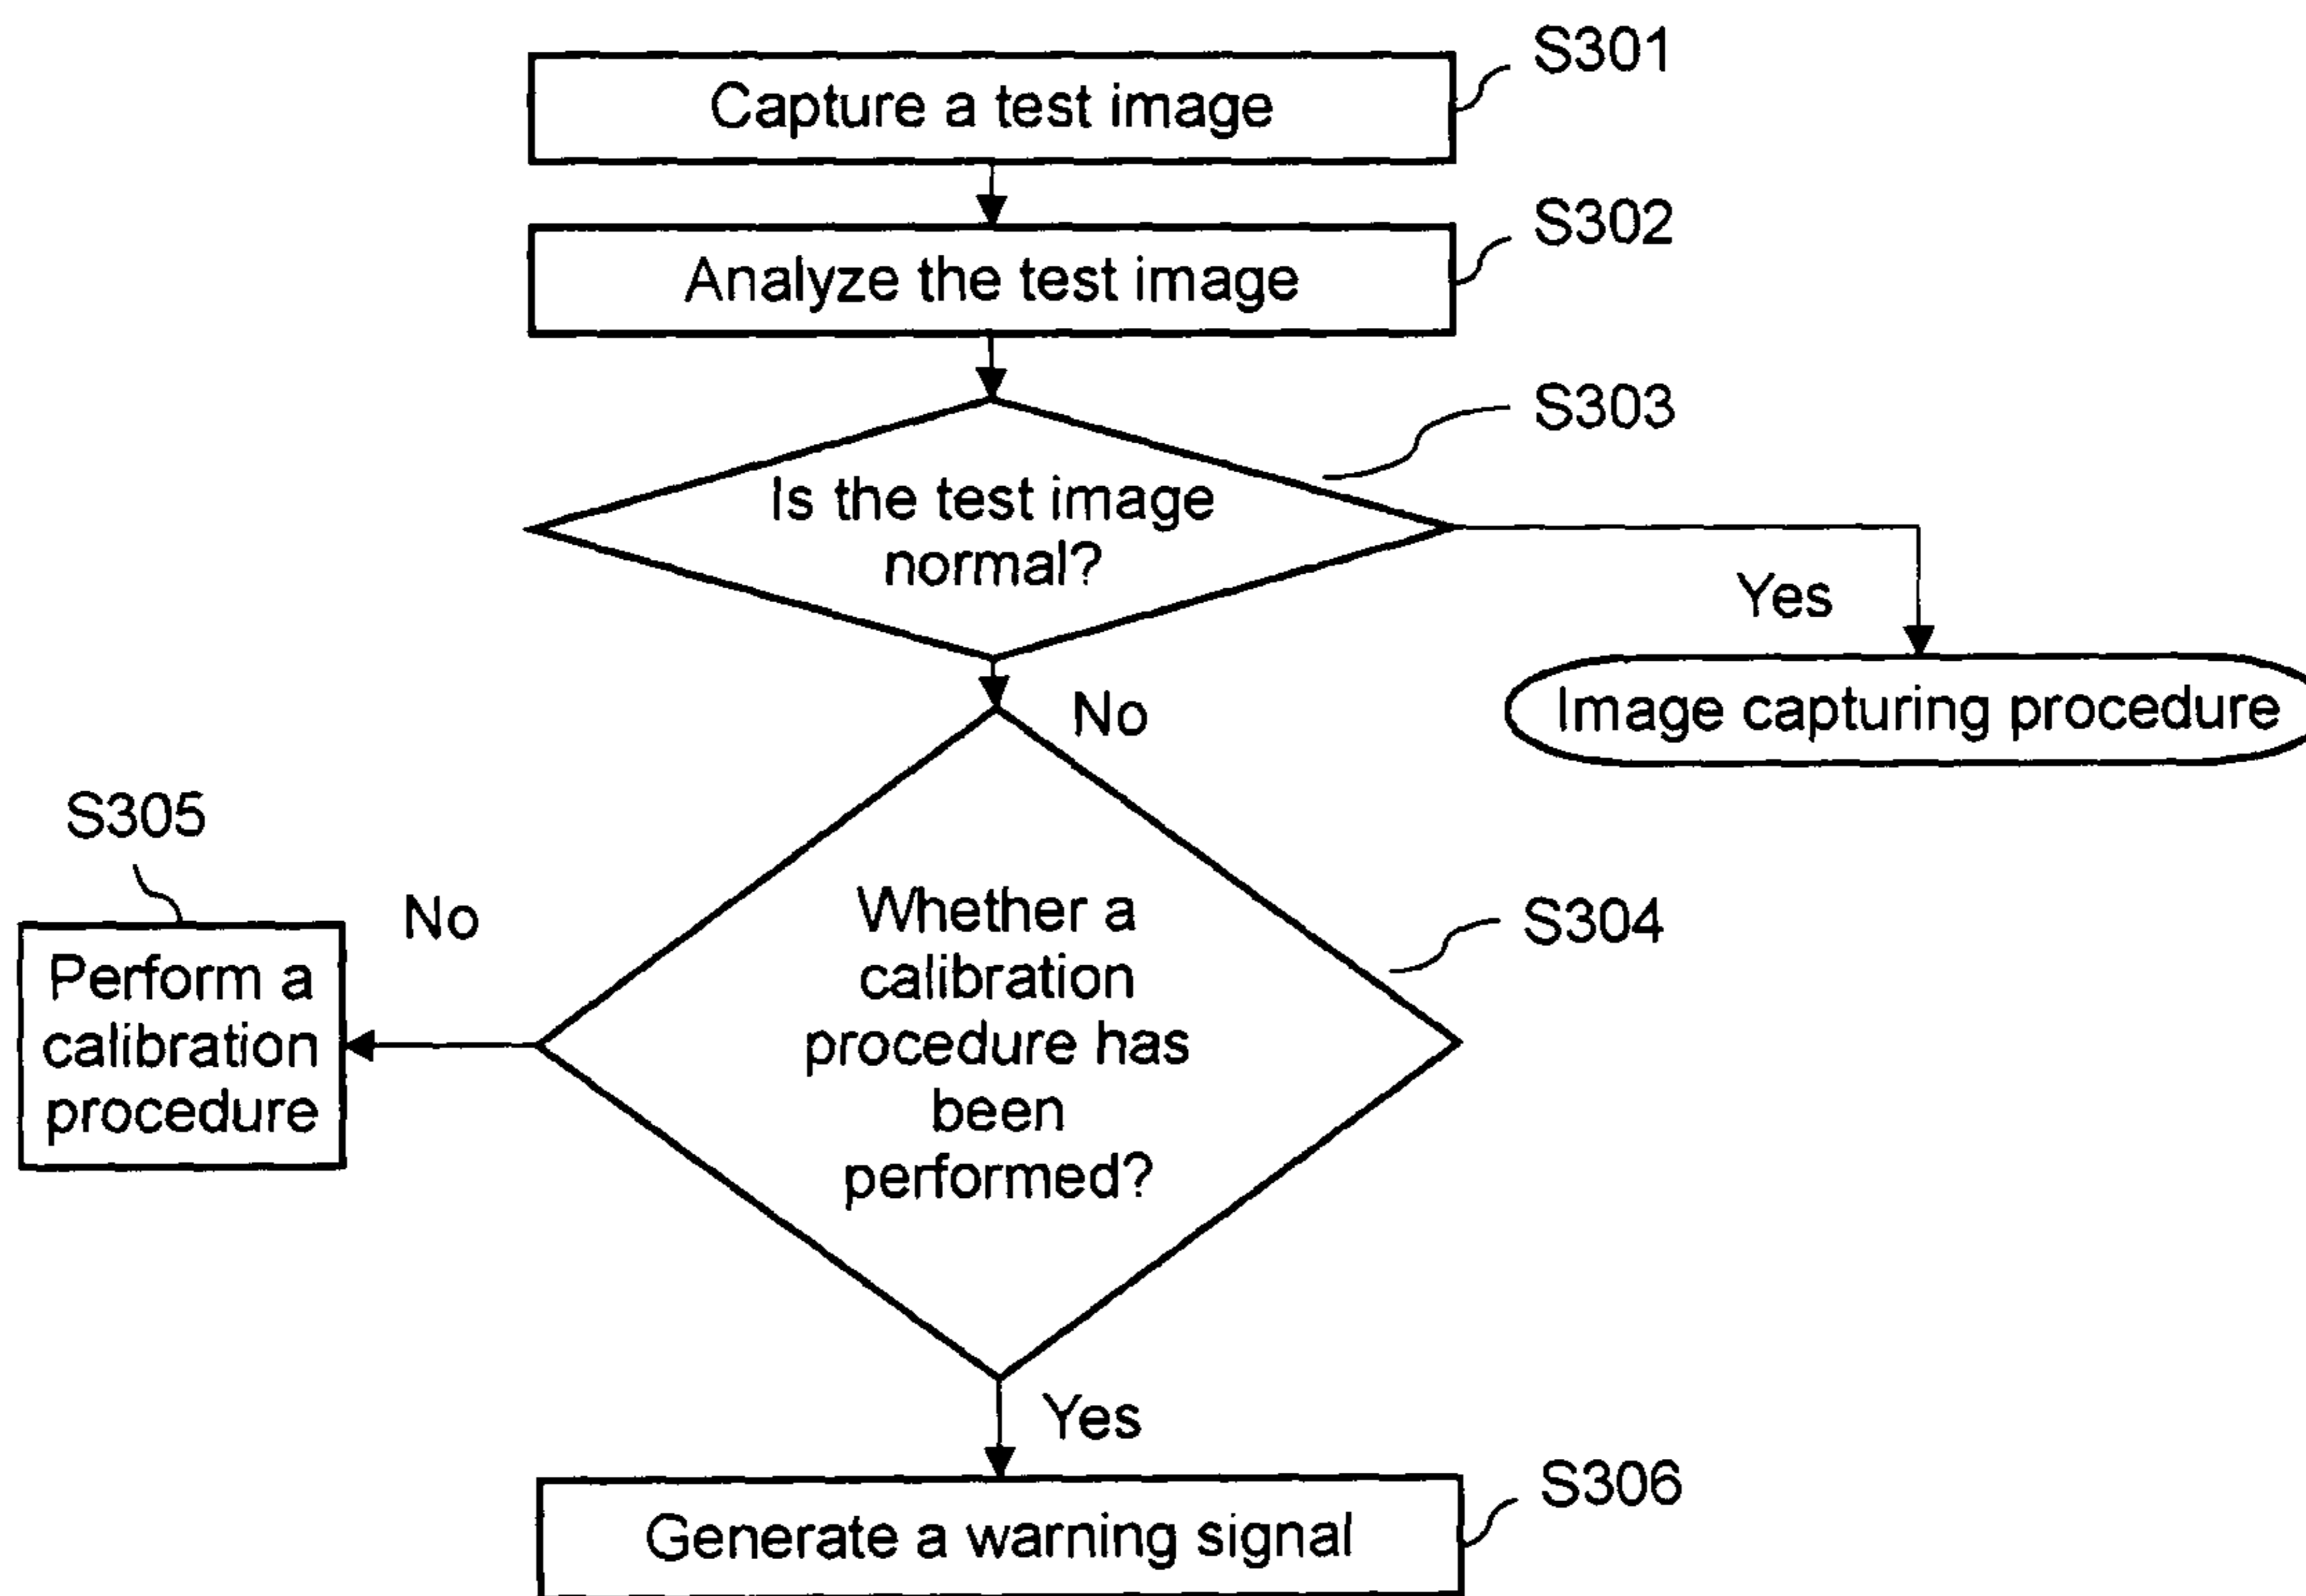 S301
Capture a test image
S302
Analyze the test image
S303
Is the test image
normal?
Yes
Image capturing procedure
No
S305
No
Perform a
calibration
procedure
Whether a
calibration
procedure has
been
performed?
S304
Yes
S306
Generate a warning signal